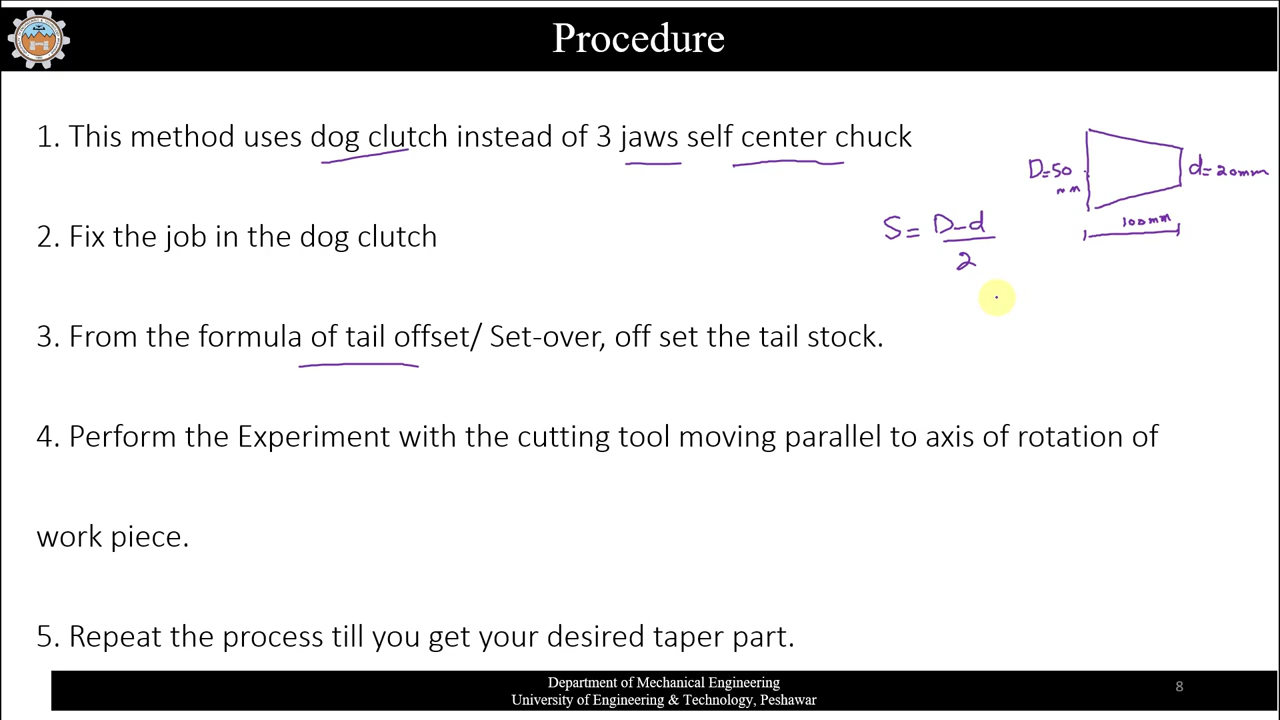 Procedure
1. This method uses dog clutch instead of 3 jaws self center chuck
D=50
mm
d=20mm
100mm
S= D-d
2
2. Fix the job in the dog clutch
3. From the formula of tail offset/ Set-over, off set the tail stock.
4. Perform the Experiment with the cutting tool moving parallel to axis of rotation of
work piece.
5. Repeat the process till you get your desired taper part.
Department of Mechanical Engineering
University of Engineering & Technology, Peshawar
8